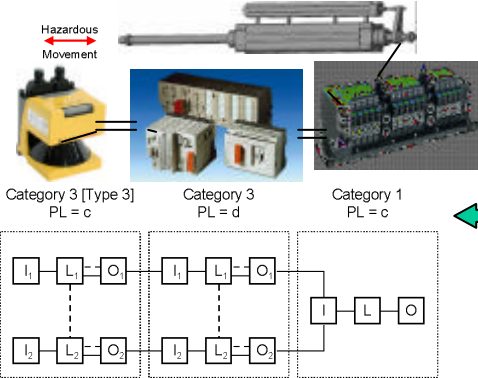 Hazardous
Movement
Category 3 [Type 3]
PL = c
Category 3
PL = d
Category 1
PL = c
I1 L1 O1 I1 L1 O1
I L O
I2 L2 O2 I2 L2 O2